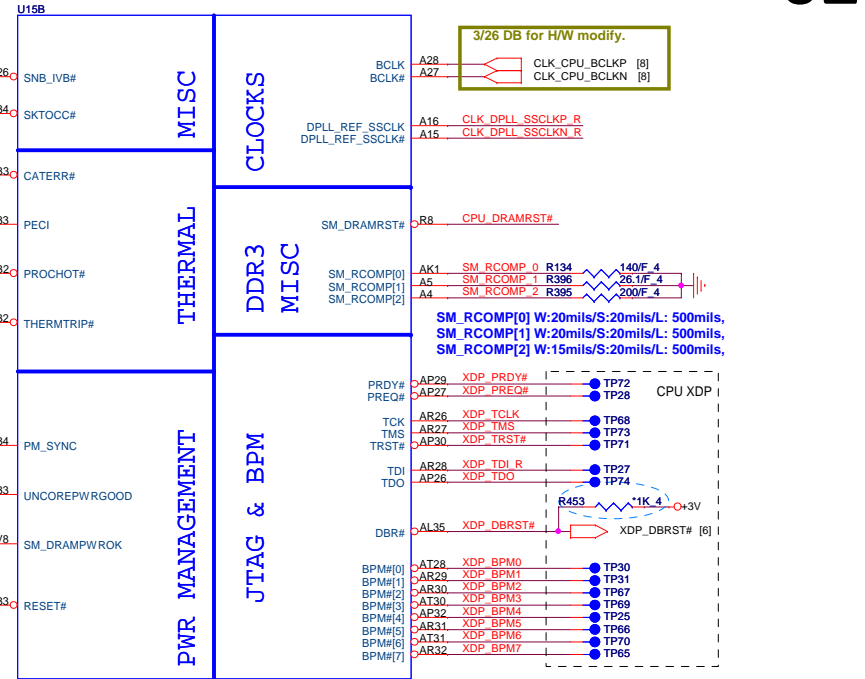 U15B
3/26 DB for H/W modify.
BCLK A28 CLK_CPU_BCLKP [8]
BCLK# A27 CLK_CPU_BCLKN [8]
SNB_IVB#
SKTOCC#
MISC
CLOCKS
DPLL_REF_SSCLK A16 CLK_DPLL_SSCLKP_R
DPLL_REF_SSCLK# A15 CLK_DPLL_SSCLKN_R
CATERR#
PECI
PROCHOT#
THERMTRIP#
THERMAL
DDR3
MISC
SM_DRAMRST# R8 CPU_DRAMRST#
SM_RCOMP[0] AK1 SM_RCOMP_0 R134 140/F_4
SM_RCOMP[1] A5 SM_RCOMP_1 R396 26.1/F_4
SM_RCOMP[2] A4 SM_RCOMP_2 R395 200/F_4
SM_RCOMP[0] W:20mils/S:20mils/L: 500mils,
SM_RCOMP[1] W:20mils/S:20mils/L: 500mils,
SM_RCOMP[2] W:15mils/S:20mils/L: 500mils,
PM_SYNC
UNCOREPWRGOOD
SM_DRAMPWROK
RESET#
PWR MANAGEMENT
JTAG & BPM
CPU XDP
PRDY# AP29 XDP_PRDY# TP72
PREQ# AP27 XDP_PREQ# TP28
TCK AR26 XDP_TCLK TP68
TMS AR27 XDP_TMS TP73
TRST# AP30 XDP_TRST# TP71
TDI AR28 XDP_TDI_R TP27
TDO AP26 XDP_TDO TP74
R453 *1K_4 +3V
DBR# AL35 XDP_DBRST# XDP_DBRST# [6]
BPM#[0] AT28 XDP_BPM0 TP30
BPM#[1] AR29 XDP_BPM1 TP31
BPM#[2] AR30 XDP_BPM2 TP67
BPM#[3] AT30 XDP_BPM3 TP69
BPM#[4] AP32 XDP_BPM4 TP25
BPM#[5] AR31 XDP_BPM5 TP66
BPM#[6] AT31 XDP_BPM6 TP70
BPM#[7] AR32 XDP_BPM7 TP65